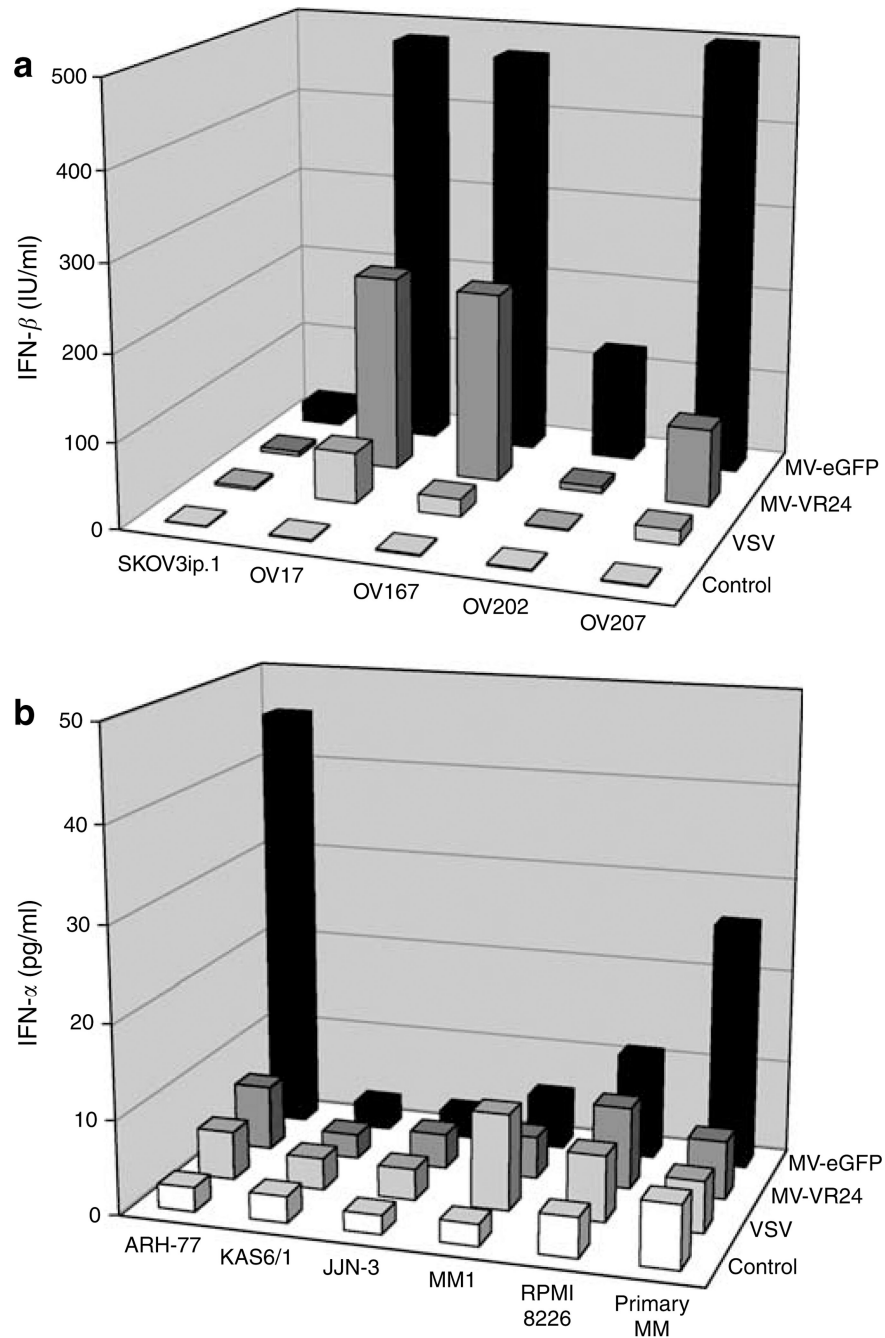 a
500
400
300
200
100
0
IFN-β (IU/ml)
SKOV3ip.1
OV17
OV167
OV202
OV207
MV-eGFP
MV-VR24
VSV
Control
b
50
40
30
20
10
0
IFN-α (pg/ml)
ARH-77
KAS6/1
JJN-3
MM1
RPMI
8226
Primary
MM
MV-eGFP
MV-VR24
VSV
Control